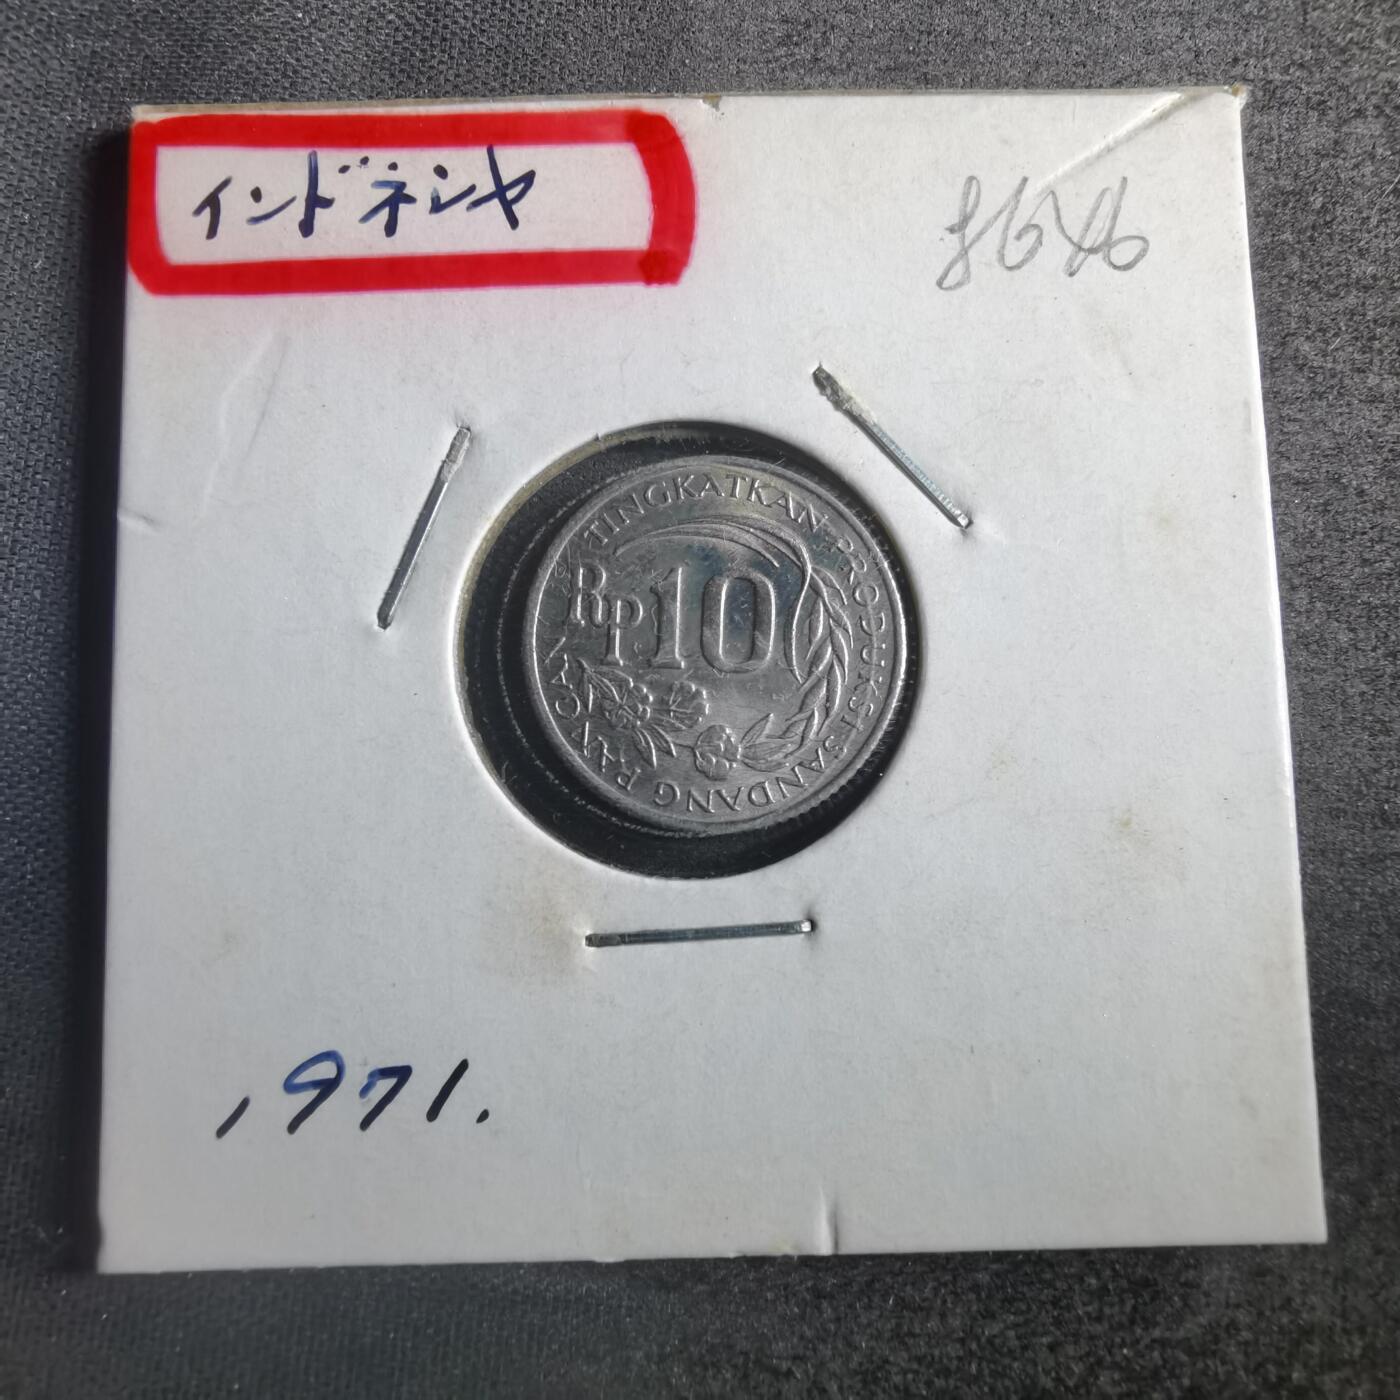 インドネシヤ
TINGKATKAN PRODUKSI SANDANG PANGAN
Rp10
1971.